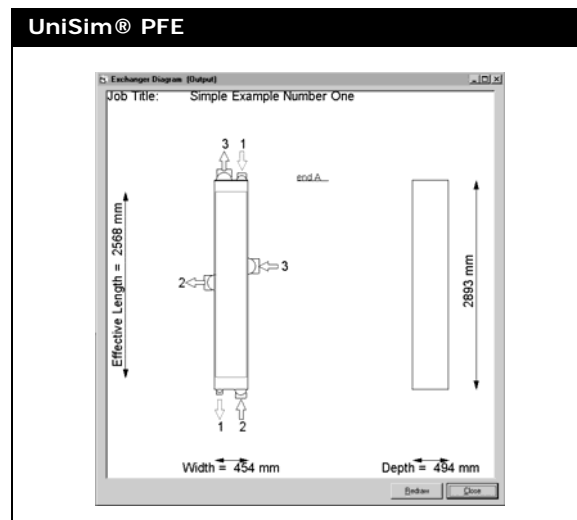 UniSim® PFE
Exchanger Diagram (Output)
Job Title: Simple Example Number One
3 1
end A
Effective Length = 2568 mm
3
2
2893 mm
1 2
Width = 454 mm
Depth = 494 mm
Redraw Close